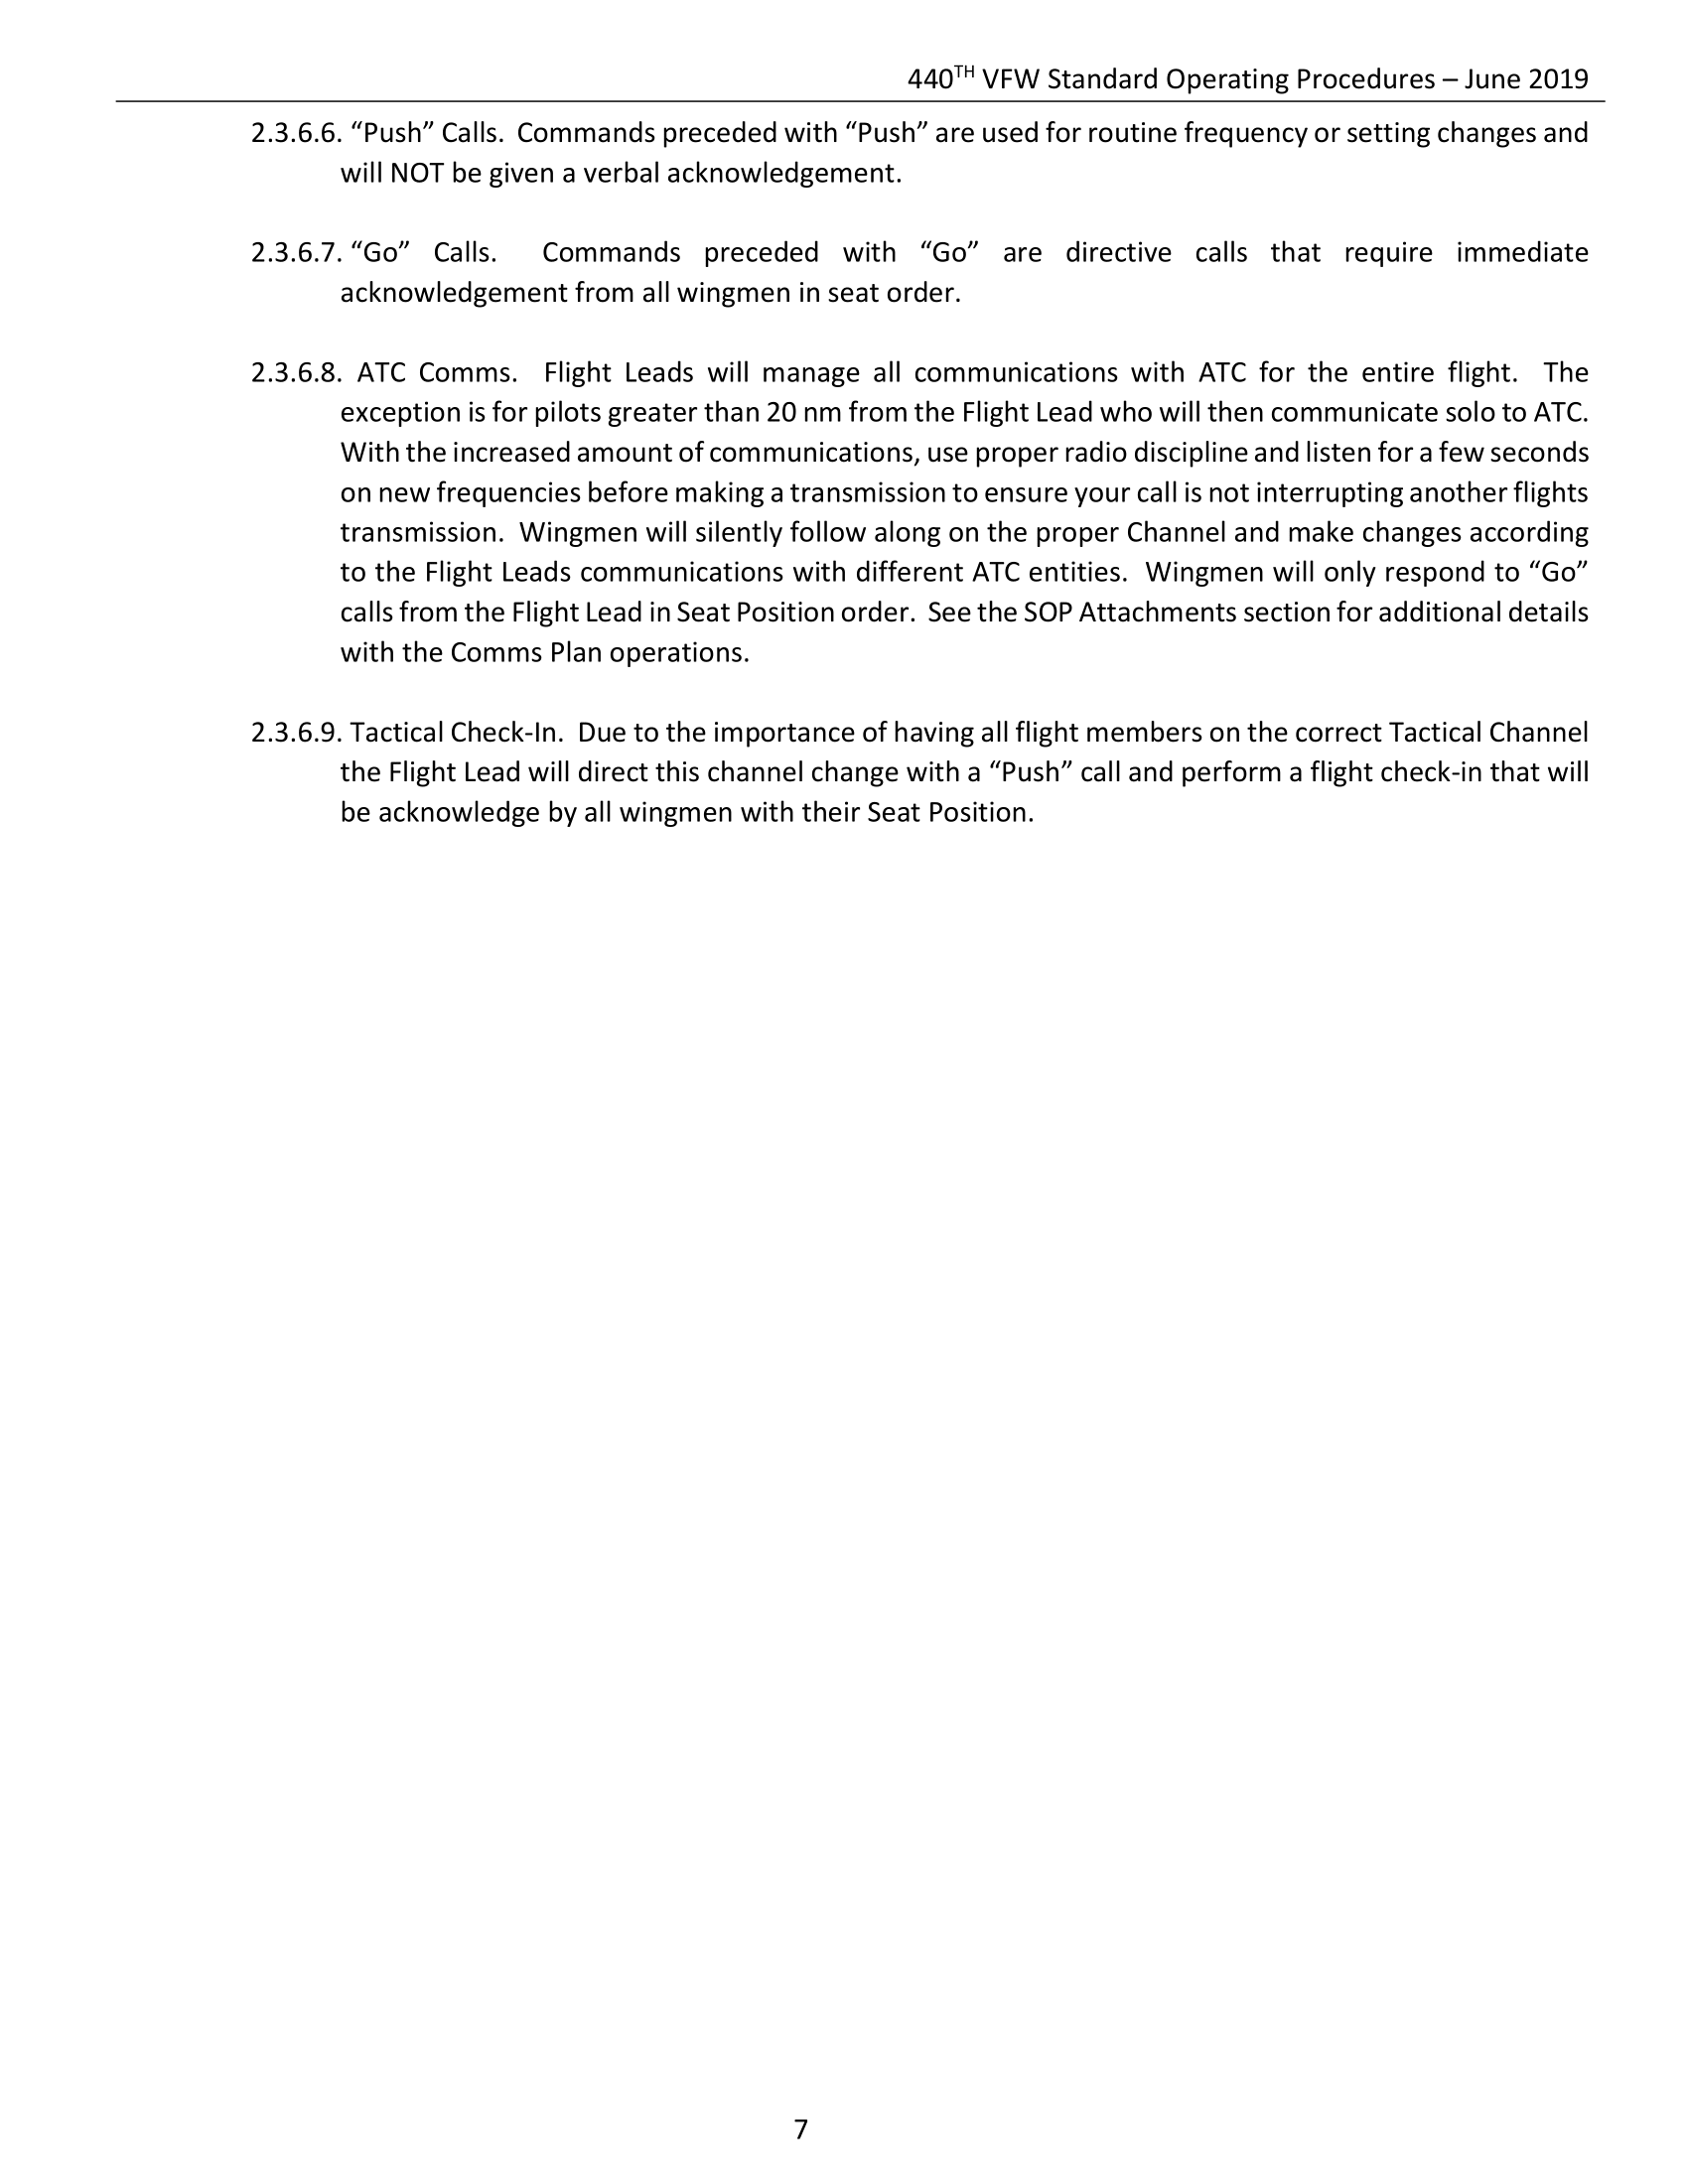 440TH VFW Standard Operating Procedures – June 2019
2.3.6.6. “Push” Calls.  Commands preceded with “Push” are used for routine frequency or setting changes and
will NOT be given a verbal acknowledgement.
2.3.6.7. “Go” Calls.  Commands preceded with “Go” are directive calls that require immediate
acknowledgement from all wingmen in seat order.
2.3.6.8. ATC Comms.  Flight Leads will manage all communications with ATC for the entire flight.  The
exception is for pilots greater than 20 nm from the Flight Lead who will then communicate solo to ATC.
With the increased amount of communications, use proper radio discipline and listen for a few seconds
on new frequencies before making a transmission to ensure your call is not interrupting another flights
transmission.  Wingmen will silently follow along on the proper Channel and make changes according
to the Flight Leads communications with different ATC entities.  Wingmen will only respond to “Go”
calls from the Flight Lead in Seat Position order.  See the SOP Attachments section for additional details
with the Comms Plan operations.
2.3.6.9. Tactical Check-In.  Due to the importance of having all flight members on the correct Tactical Channel
the Flight Lead will direct this channel change with a “Push” call and perform a flight check-in that will
be acknowledge by all wingmen with their Seat Position.
7